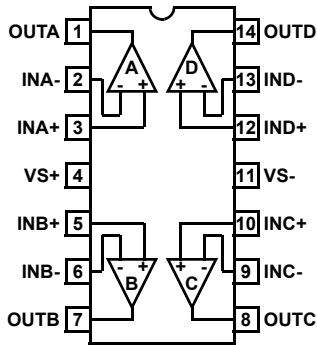 OUTA 1 14 OUTD
A D
INA- 2 13 IND-
- + + -
INA+ 3 12 IND+
VS+ 4 11 VS-
INB+ 5 10 INC+
- + + -
INB- 6 9 INC-
B C
OUTB 7 8 OUTC